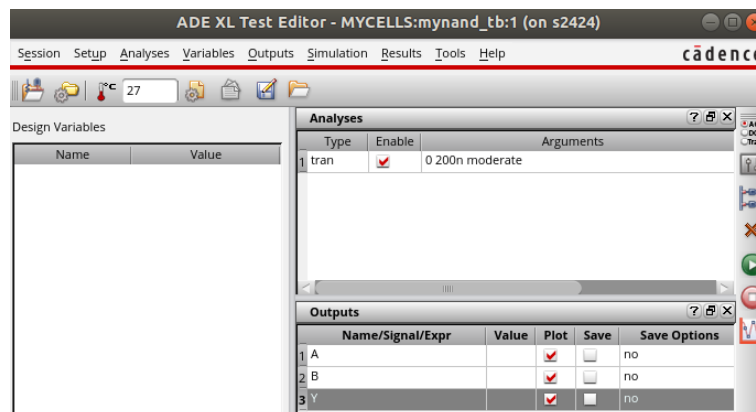 ADE XL Test Editor - MYCELLS:mynand_tb:1 (on s2424)
Session Setup Analyses Variables Outputs Simulation Results Tools Help
cādenc
°C 27
Design Variables
Name Value
Analyses
Type Enable Arguments
1 tran 0 200n moderate
Outputs
Name/Signal/Expr Value Plot Save Save Options
1 A no
2 B no
3 Y no